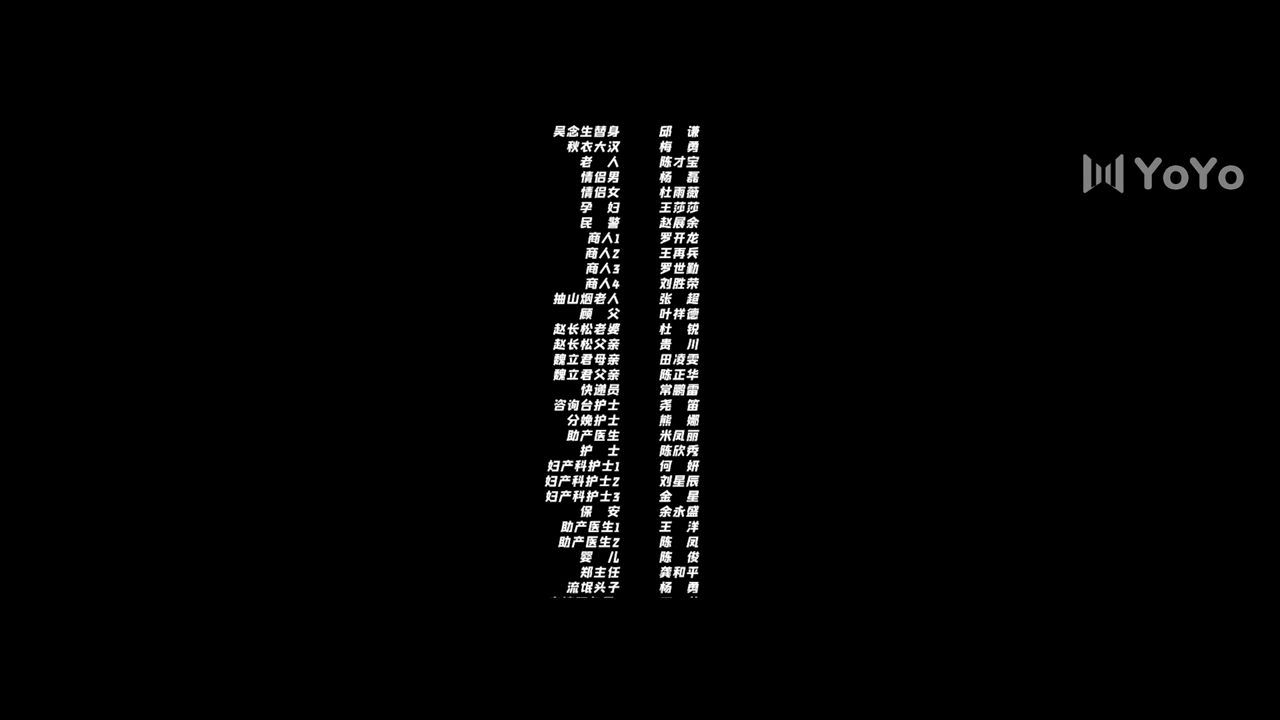 吴念生替身 邱 谦
秋衣大汉 梅 勇
老 人 陈才宝
情侣男 杨 磊
情侣女 杜雨薇
孕 妇 王莎莎
民 警 赵展余
商人1 罗开龙
商人2 王再兵
商人3 罗世勤
商人4 刘胜荣
抽山烟老人 张 超
顾 父 叶祥德
赵长松老婆 杜 锐
赵长松父亲 贵 川
魏立君母亲 田凌雯
魏立君父亲 陈正华
快递员 常鹏雷
咨询台护士 尧 笛
分娩护士 熊 娜
助产医生 米凤丽
护 士 陈欣秀
妇产科护士1 何 妍
妇产科护士2 刘星辰
妇产科护士3 金 星
保 安 余永盛
助产医生1 王 洋
助产医生2 陈 凤
婴 儿 陈 俊
郑主任 龚和平
流氓头子 杨 勇
YoYo